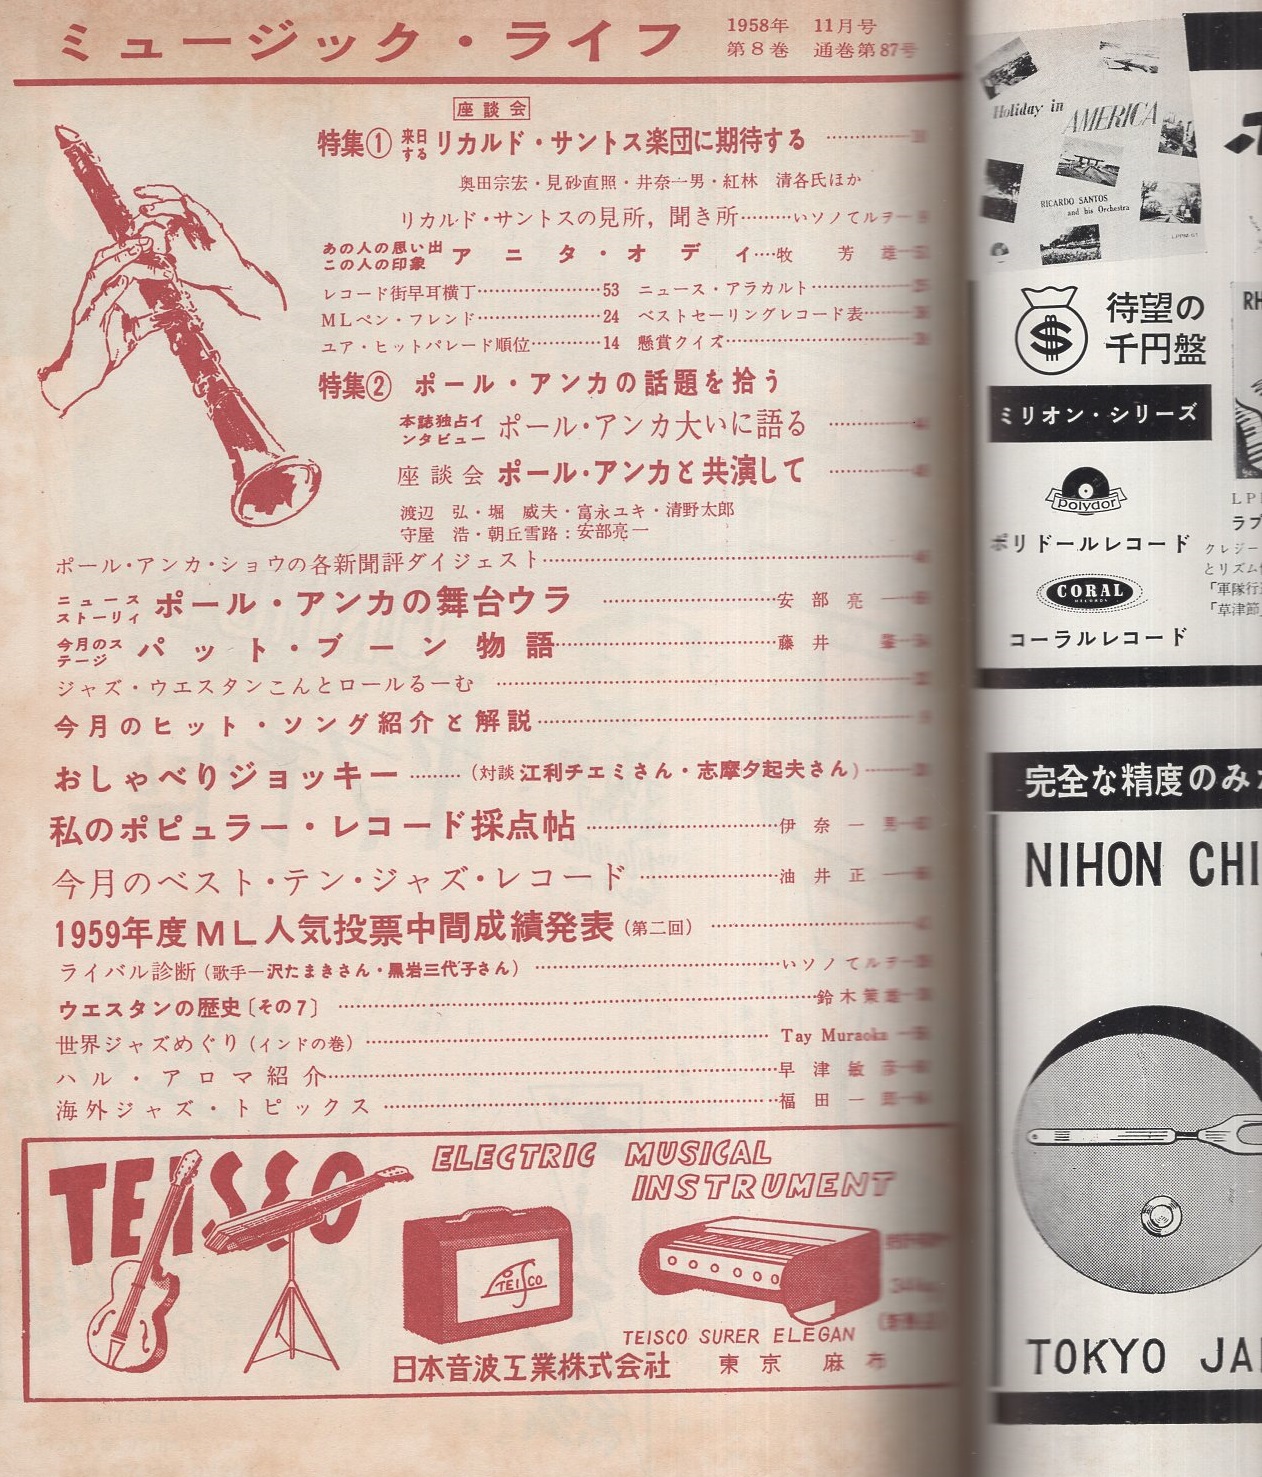 ミュージック・ライフ
1958年 11月号
第8巻 通巻第87号
座談会
特集① 来日する リカルド・サントス楽団に期待する
奥田宗宏・見砂直照・井奈一男・紅林 清各氏ほか
リカルド・サントスの見所，聞き所………いソノてルヲ
あの人の思い出 この人の印象 アニタ・オデイ‥‥牧 芳雄
レコード街早耳横丁…………………53 ニュース・アラカルト
MLペン・フレンド…………………24 ベストセーリングレコード表
ユア・ヒットパレード順位…………14 懸賞クイズ
特集② ポール・アンカの話題を拾う
本誌独占インタビュー ポール・アンカ大いに語る
座談会 ポール・アンカと共演して
渡辺 弘・堀 威夫・富永ユキ・清野太郎
守屋 浩・朝丘雪路：安部亮一
ポール・アンカ・ショウの各新聞評ダイジェスト
ニュースストーリィ ポール・アンカの舞台ウラ ………安部亮一
今月のステージ パット・ブーン物語………藤井 肇
ジャズ・ウエスタンこんとロールるーむ
今月のヒット・ソング紹介と解説
おしゃべりジョッキー………（対談 江利チエミさん・志摩夕起夫さん）
私のポピュラー・レコード採点帖………伊奈一男
今月のベスト・テン・ジャズ・レコード………油井正一
1959年度ML人気投票中間成績発表（第二回）
ライバル診断（歌手―沢たまきさん・黒岩三代子さん）………いソノてルヲ
ウエスタンの歴史〔その7〕………鈴木
世界ジャズめぐり（インドの巻）………Tay Muraoka
ハル・アロマ紹介………早津敏彦
海外ジャズ・トピックス………福田一郎
TEISCO
ELECTRIC MUSICAL
INSTRUMENT
TEISCO
TEISCO SURER ELEGAN
日本音波工業株式会社 東京 麻布
Holiday in AMERICA
RICARDO SANTOS
and his Orchestra
待望の
千円盤
ミリオン・シリーズ
Polydor
ポリドールレコード
CORAL
RECORDS
コーラルレコード
RH
LP
ラブ
クレジー
とリズム
「軍隊行
「草津節」
完全な精度のみ
NIHON CHI
TOKYO JA